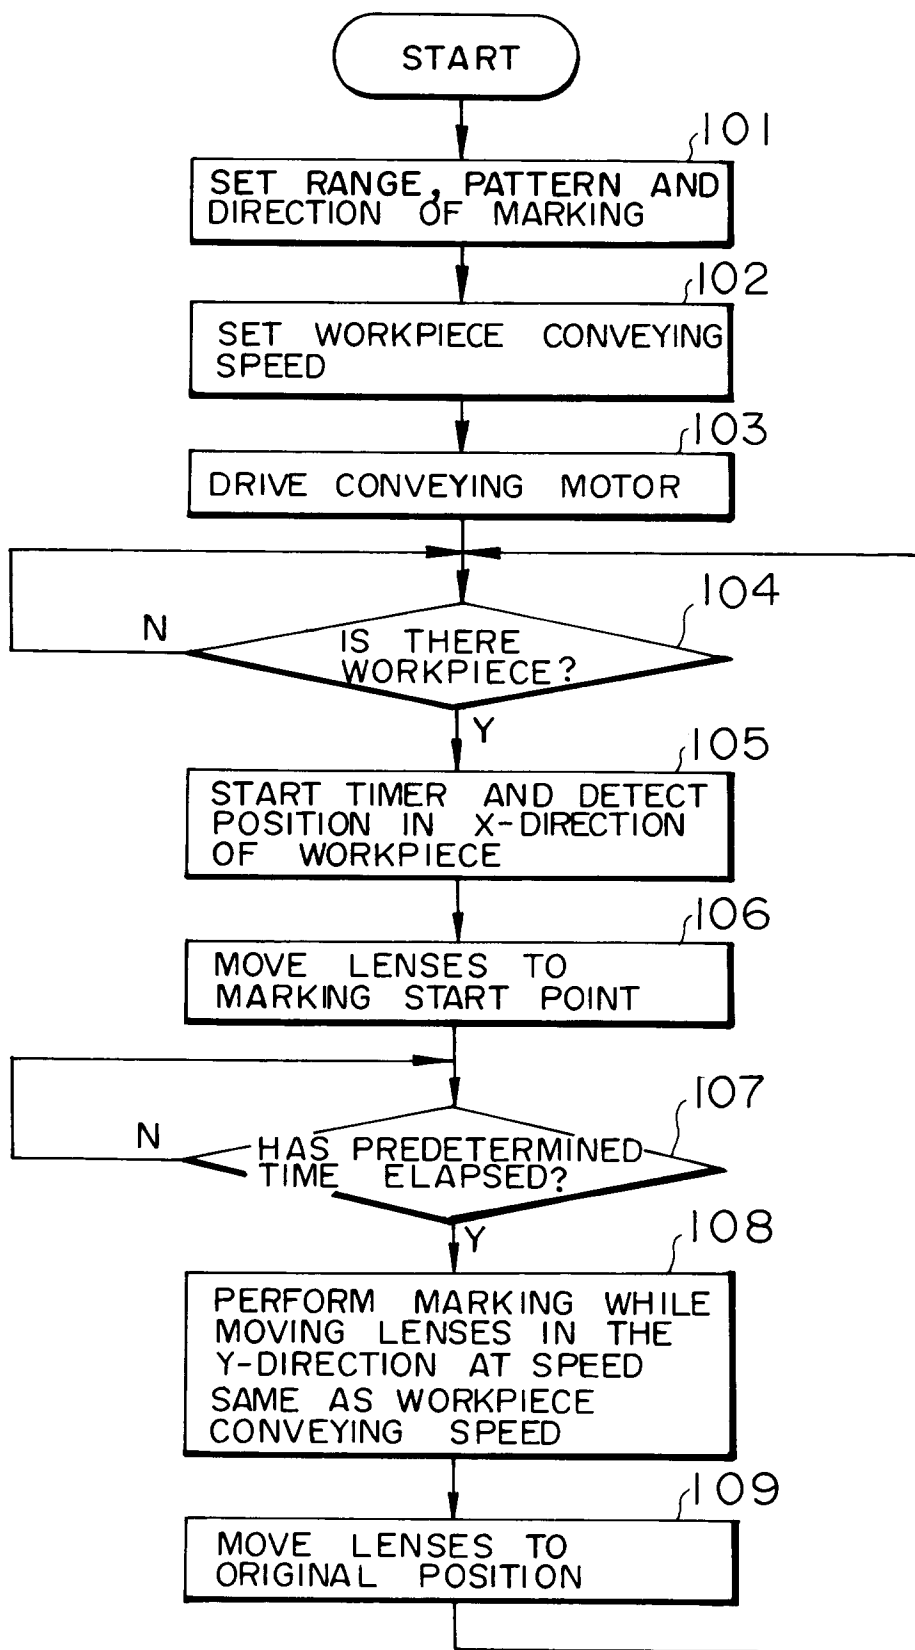 START
101
SET RANGE, PATTERN AND
DIRECTION OF MARKING
102
SET WORKPIECE CONVEYING
SPEED
103
DRIVE CONVEYING MOTOR
104
N
IS THERE
WORKPIECE?
Y
105
START TIMER AND DETECT
POSITION IN X-DIRECTION
OF WORKPIECE
106
MOVE LENSES TO
MARKING START POINT
107
N
HAS PREDETERMINED
TIME ELAPSED?
Y
108
PERFORM MARKING WHILE
MOVING LENSES IN THE
Y-DIRECTION AT SPEED
SAME AS WORKPIECE
CONVEYING SPEED
109
MOVE LENSES TO
ORIGINAL POSITION